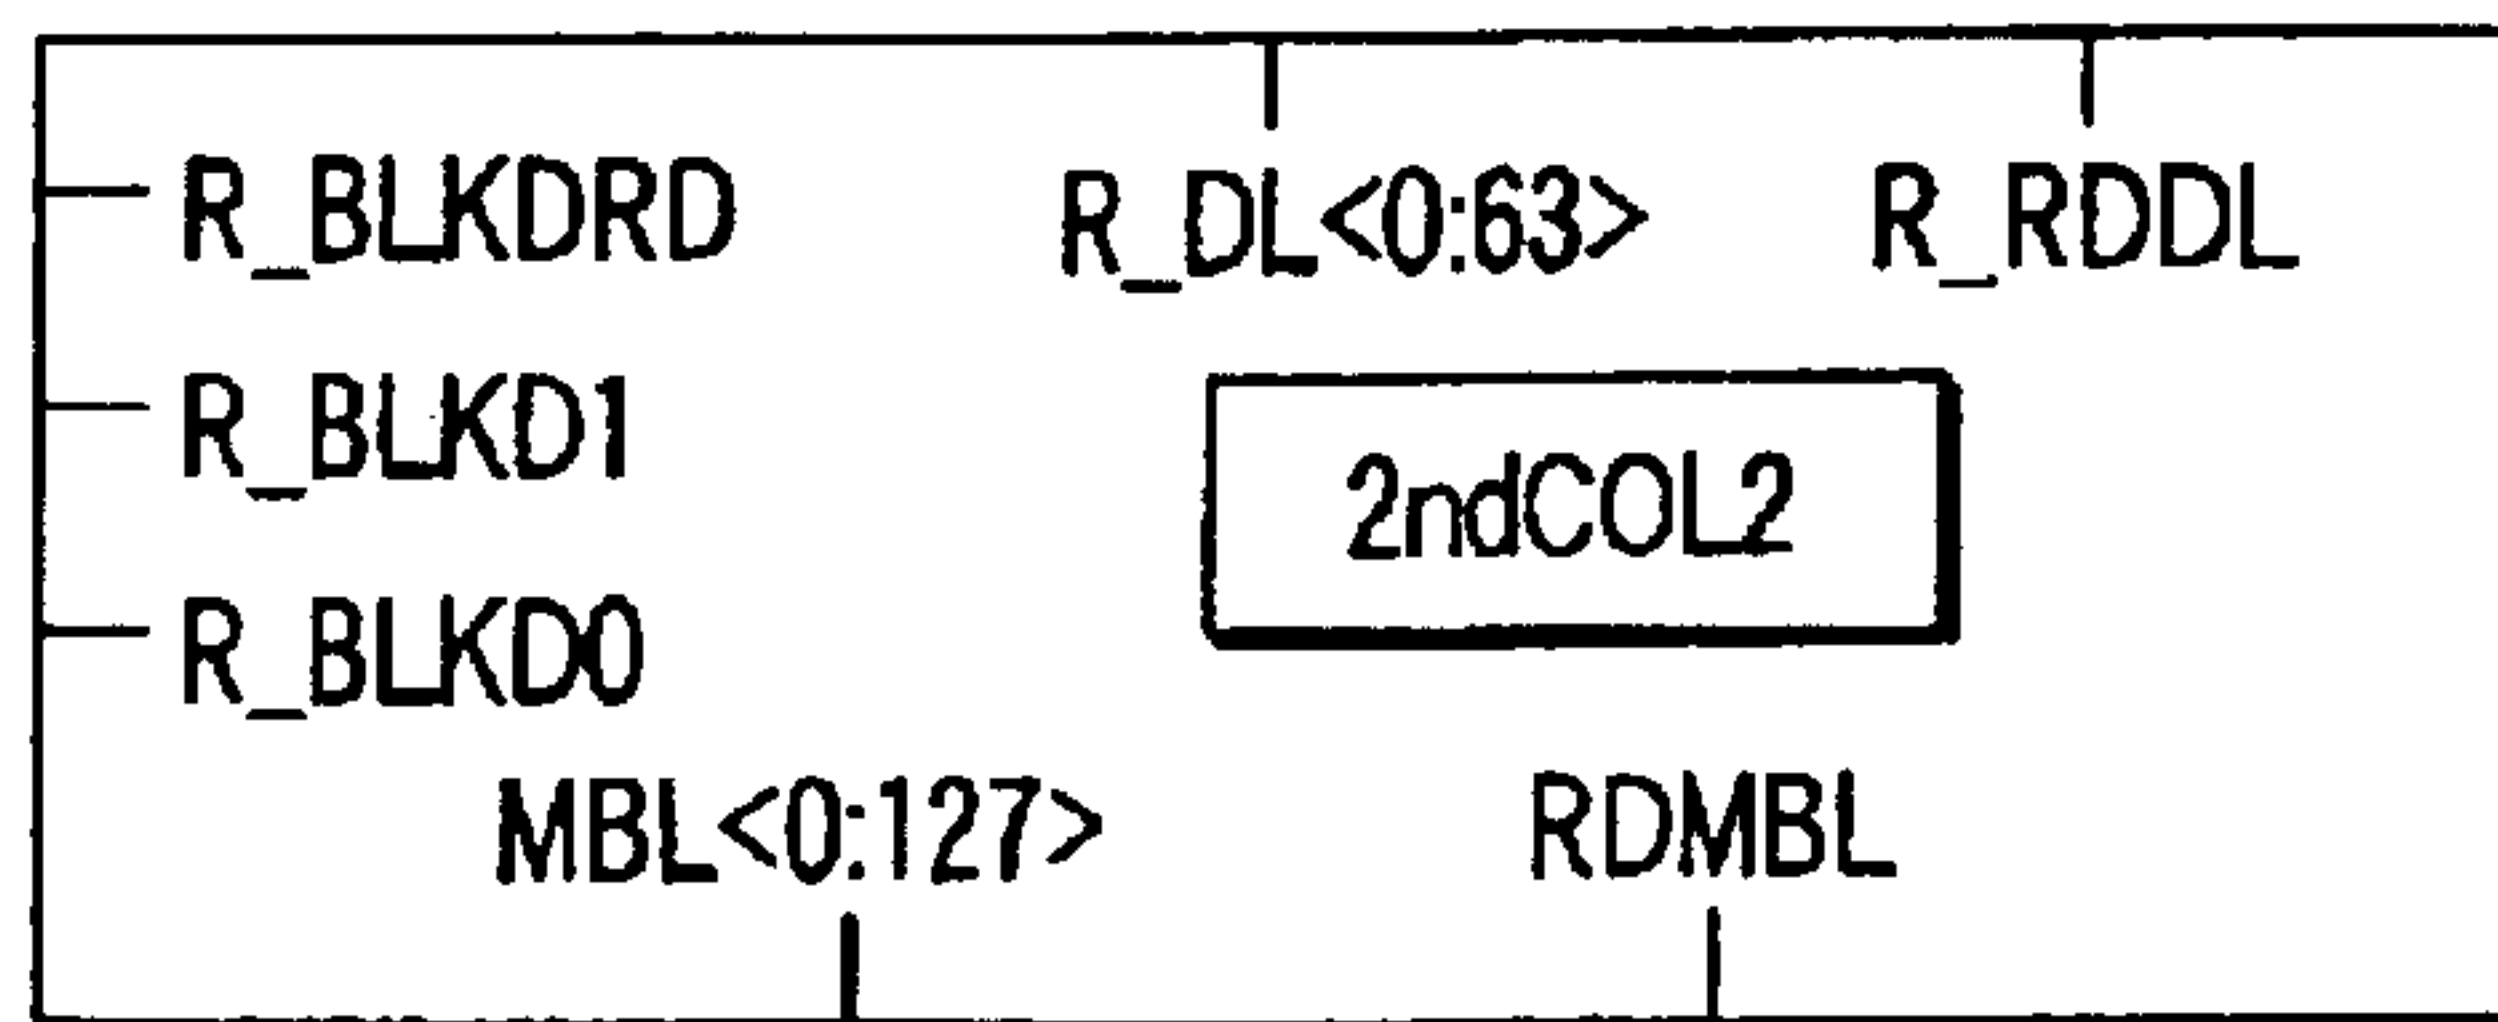 R_BLKDRD
R_DL<0:63>
R_RDDL
R_BLKD1
2ndCOL2
R_BLKD0
MBL<0:127>
RDMBL